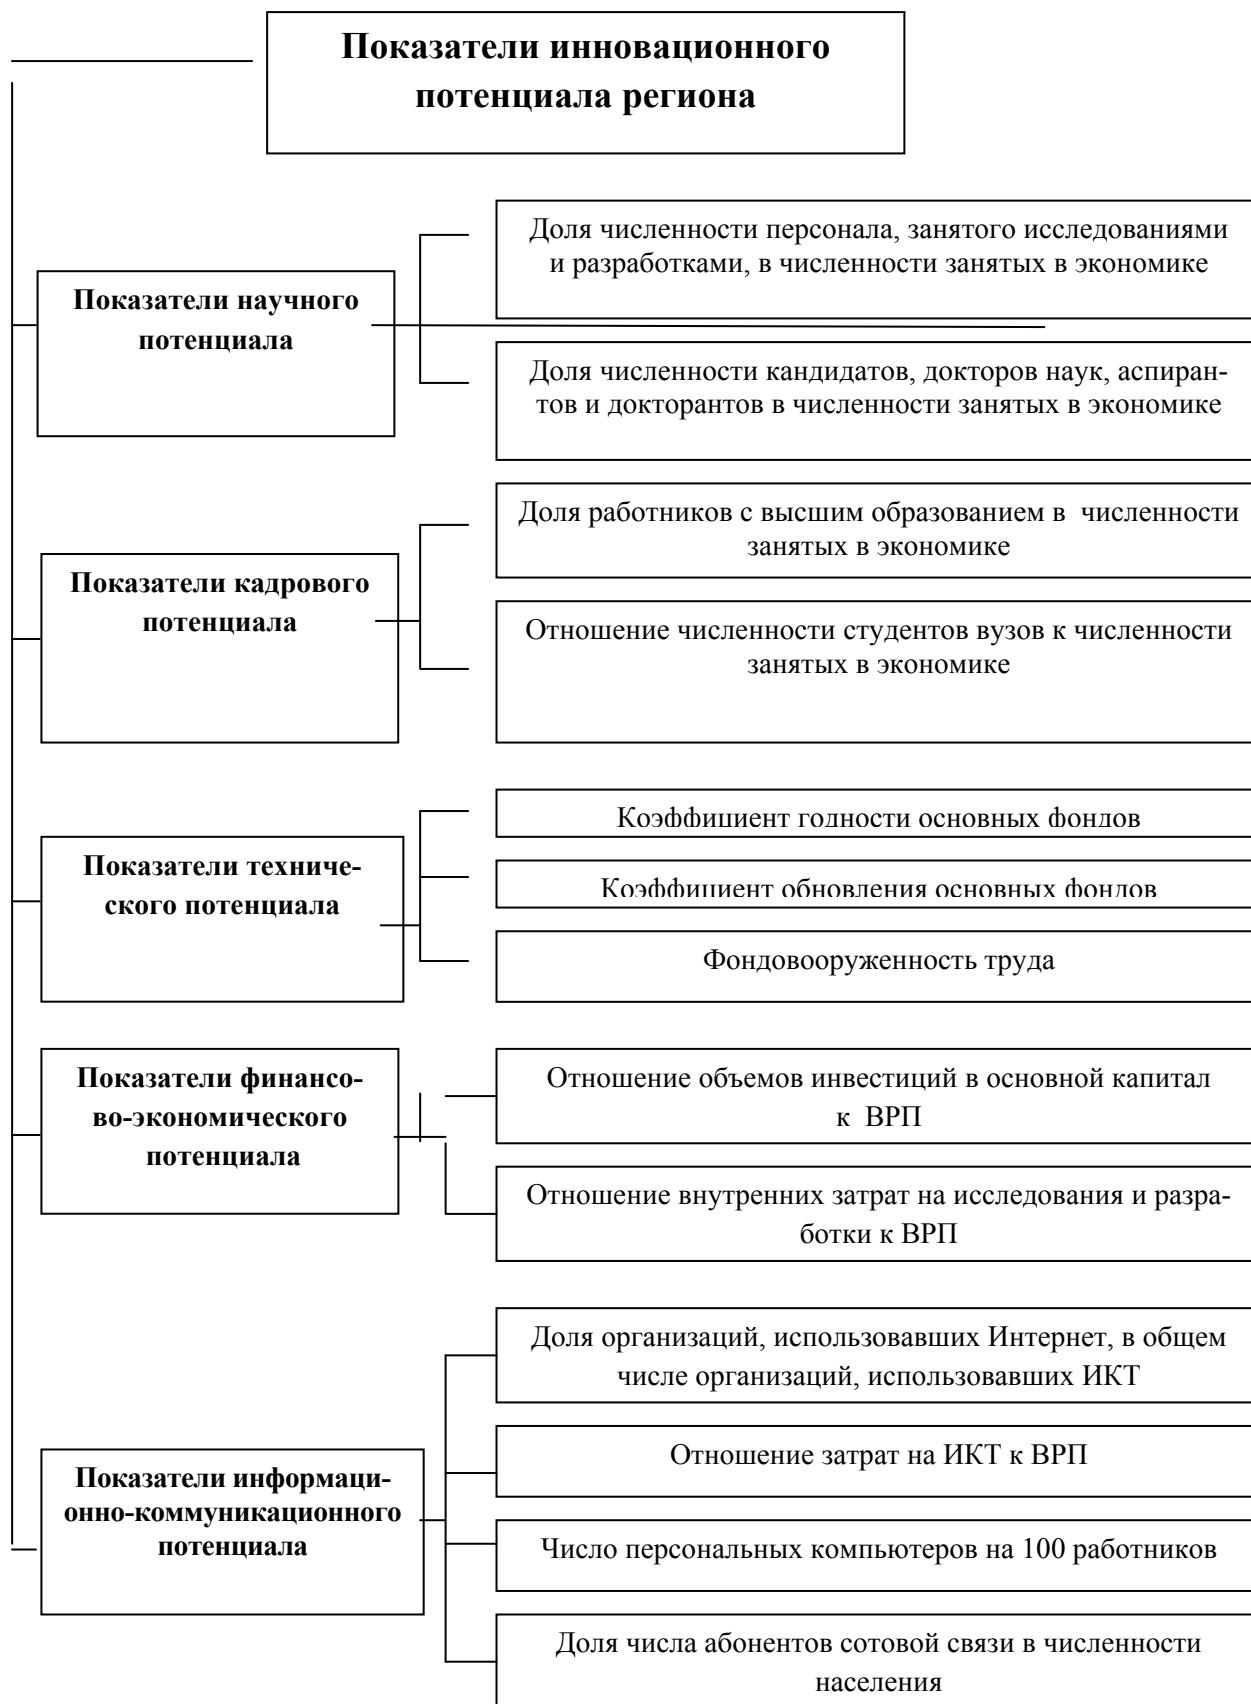 Показатели инновационного
потенциала региона
Доля численности персонала, занятого исследованиями
и разработками, в численности занятых в экономике
Показатели научного
потенциала
Доля численности кандидатов, докторов наук, аспиран-
тов и докторантов в численности занятых в экономике
Доля работников с высшим образованием в численности
занятых в экономике
Показатели кадрового
потенциала
Отношение численности студентов вузов к численности
занятых в экономике
Коэффициент годности основных фондов
Показатели техниче-
ского потенциала
Коэффициент обновления основных фондов
Фондовооруженность труда
Показатели финансо-
во-экономического
потенциала
Отношение объемов инвестиций в основной капитал
к ВРП
Отношение внутренних затрат на исследования и разра-
ботки к ВРП
Доля организаций, использовавших Интернет, в общем
числе организаций, использовавших ИКТ
Отношение затрат на ИКТ к ВРП
Показатели информаци-
онно-коммуникационного
потенциала
Число персональных компьютеров на 100 работников
Доля числа абонентов сотовой связи в численности
населения